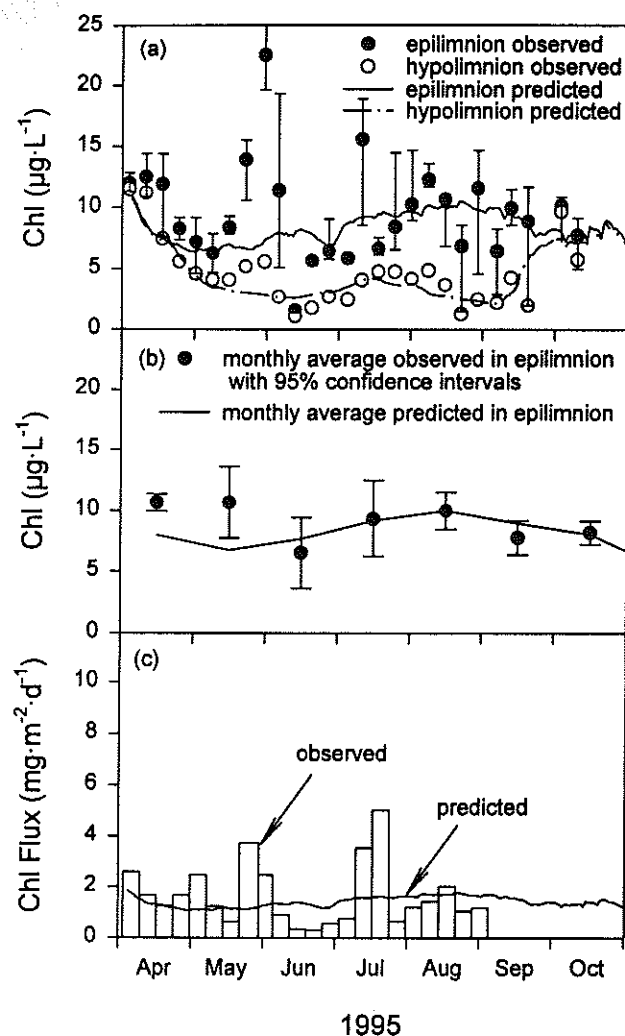 25
20
15
10
5
0
Chl (µg·L⁻¹)
(a)
epilimnion observed
hypolimnion observed
epilimnion predicted
hypolimnion predicted
20
15
10
5
0
Chl (µg·L⁻¹)
(b)
monthly average observed in epilimnion
with 95% confidence intervals
monthly average predicted in epilimnion
10
8
6
4
2
0
Chl Flux (mg·m⁻²·d⁻¹)
(c)
observed
predicted
Apr May Jun Jul Aug Sep Oct
1995